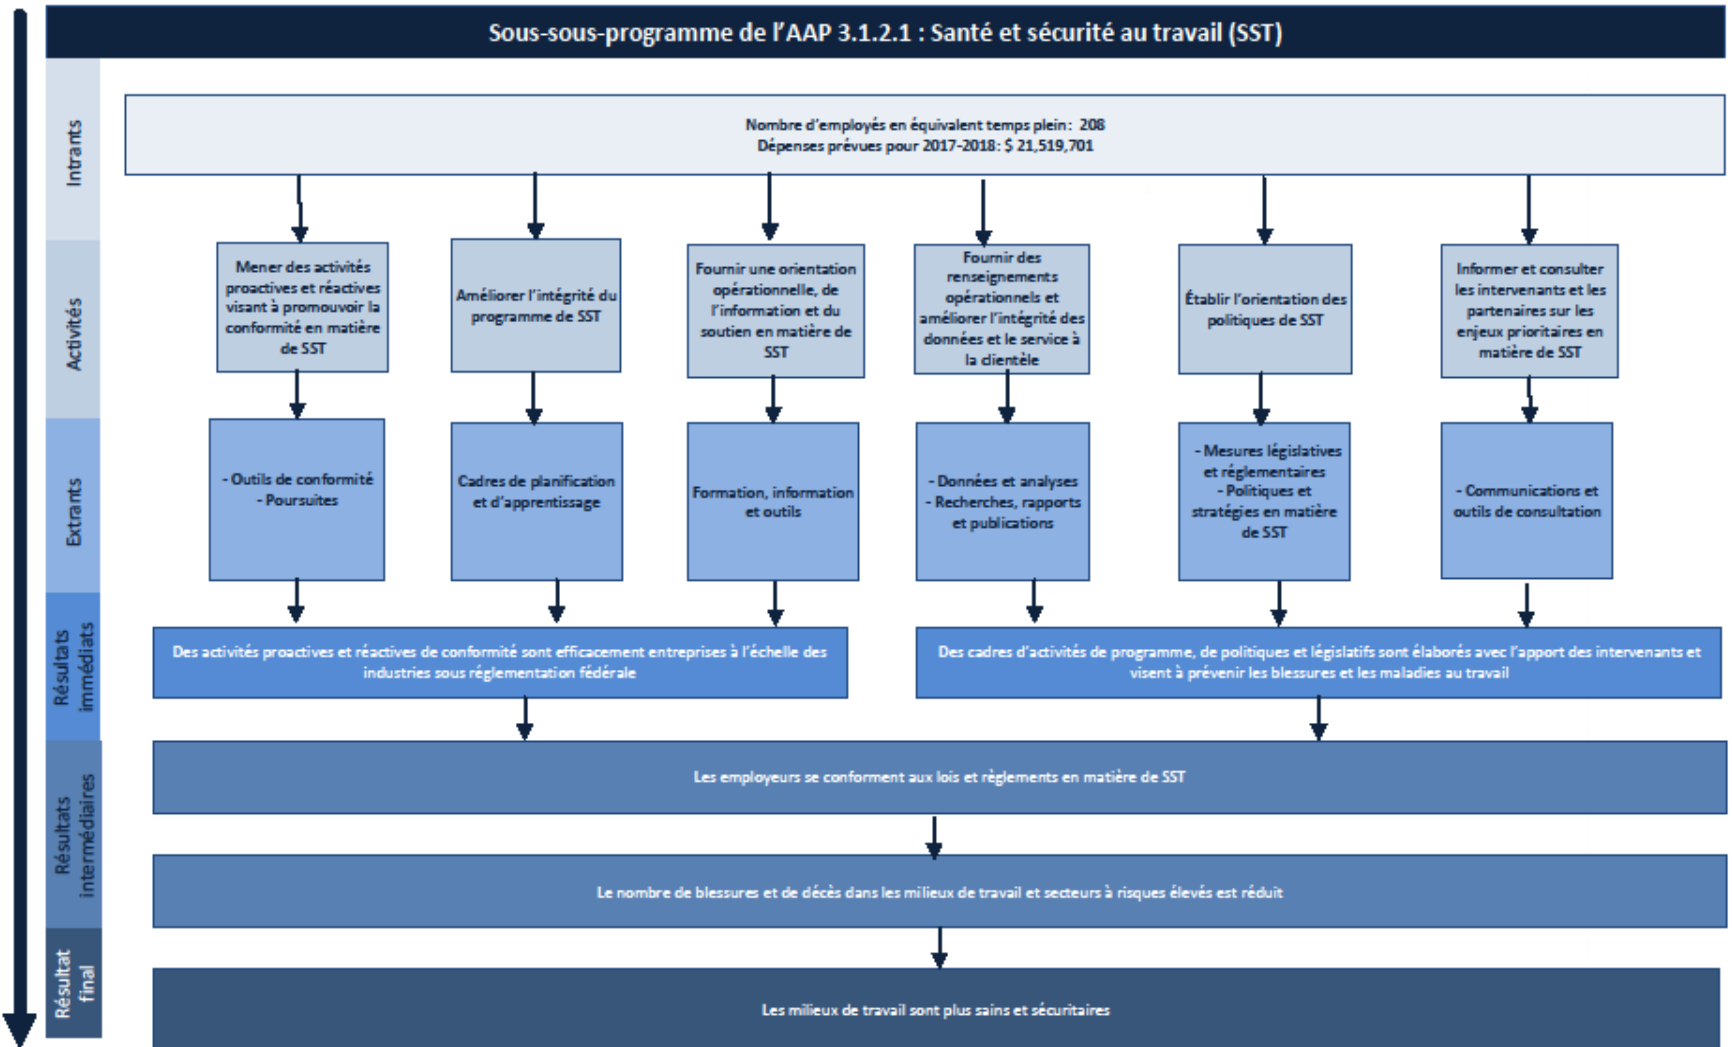 Sous-sous-programme de l'AAP 3.1.2.1 : Santé et sécurité au travail (SST)
Intrants
Nombre d'employés en équivalent temps plein: 208
Dépenses prévues pour 2017-2018: $ 21,519,701
Activités
Mener des activités
proactives et réactives
visant à promouvoir la
conformité en matière
de SST
Améliorer l'intégrité du
programme de SST
Fournir une orientation
opérationnelle, de
l'information et du
soutien en matière de
SST
Fournir des
renseignements
opérationnels et
améliorer l'intégrité des
données et le service à
la clientèle
Établir l'orientation des
politiques de SST
Informer et consulter
les intervenants et les
partenaires sur les
enjeux prioritaires en
matière de SST
Extrants
- Outils de conformité
- Poursuites
Cadres de planification
et d'apprentissage
Formation, information
et outils
- Données et analyses
- Recherches, rapports
et publications
- Mesures législatives
et réglementaires
- Politiques et
stratégies en matière
de SST
- Communications et
outils de consultation
Résultats
immédiats
Des activités proactives et réactives de conformité sont efficacement entreprises à l'échelle des
industries sous réglementation fédérale
Des cadres d'activités de programme, de politiques et législatifs sont élaborés avec l'apport des intervenants et
visent à prévenir les blessures et les maladies au travail
Résultats
intermédiaires
Les employeurs se conforment aux lois et règlements en matière de SST
Le nombre de blessures et de décès dans les milieux de travail et secteurs à risques élevés est réduit
Résultat
final
Les milieux de travail sont plus sains et sécuritaires